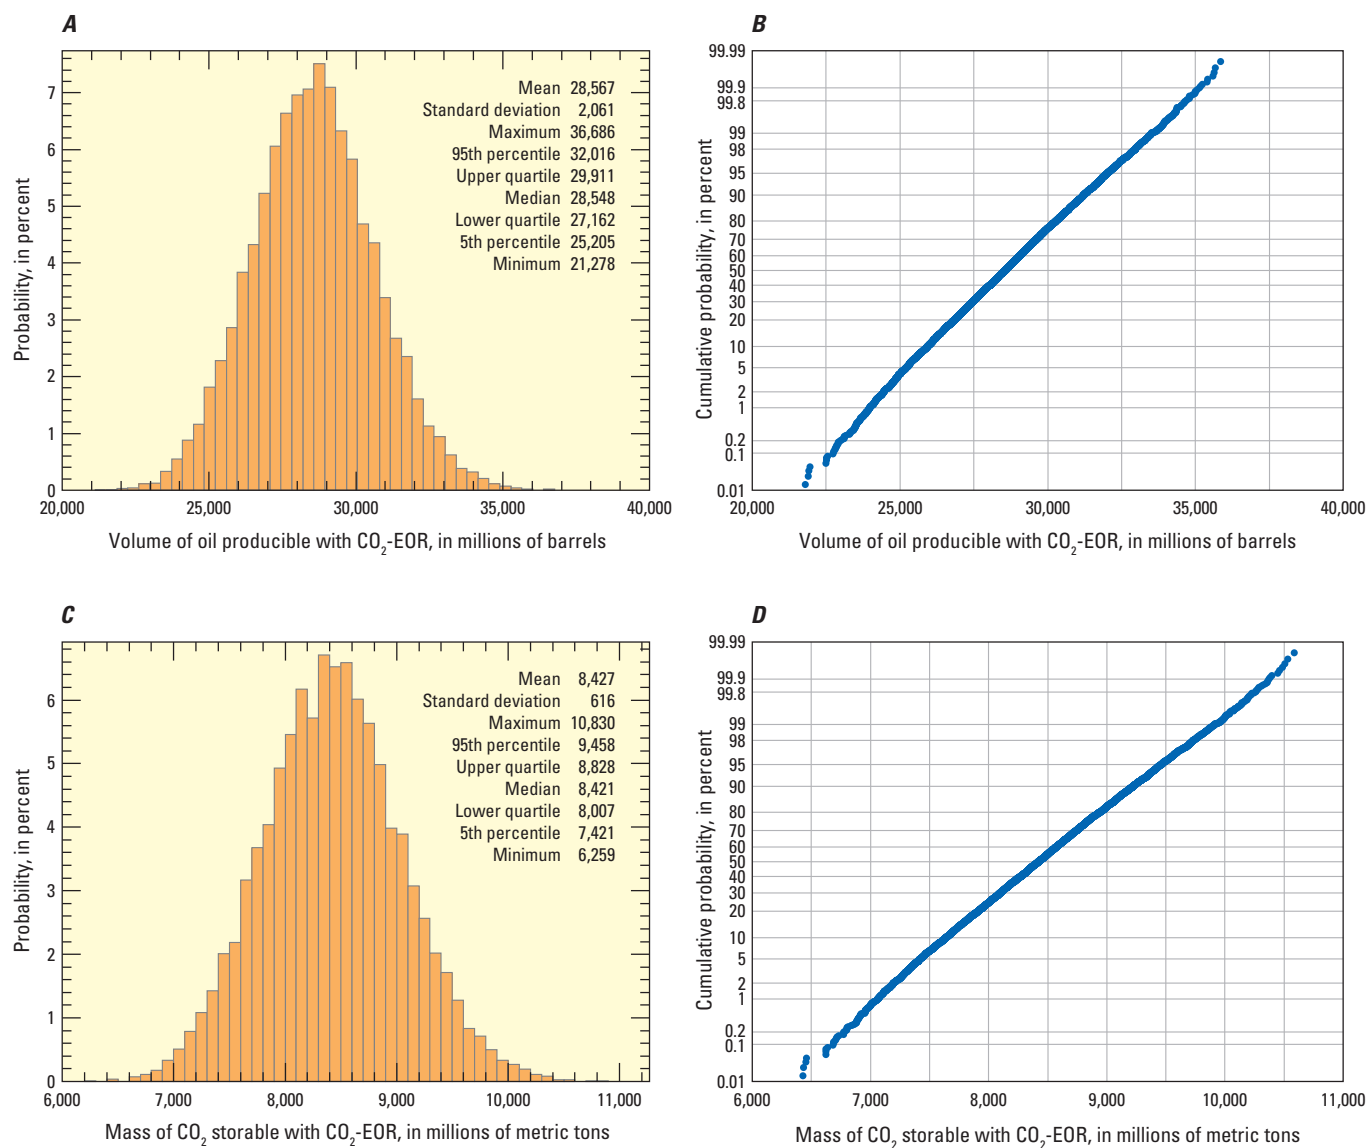 A
Probability, in percent
7
6
5
4
3
2
1
0
Mean 28,567
Standard deviation 2,061
Maximum 36,686
95th percentile 32,016
Upper quartile 29,911
Median 28,548
Lower quartile 27,162
5th percentile 25,205
Minimum 21,278
20,000 25,000 30,000 35,000 40,000
Volume of oil producible with CO₂-EOR, in millions of barrels
B
Cumulative probability, in percent
99.99
99.9
99.8
99
98
95
90
80
70
60
50
40
30
20
10
5
2
1
0.2
0.1
0.01
20,000 25,000 30,000 35,000 40,000
Volume of oil producible with CO₂-EOR, in millions of barrels
C
Probability, in percent
6
5
4
3
2
1
0
Mean 8,427
Standard deviation 616
Maximum 10,830
95th percentile 9,458
Upper quartile 8,828
Median 8,421
Lower quartile 8,007
5th percentile 7,421
Minimum 6,259
6,000 7,000 8,000 9,000 10,000 11,000
Mass of CO₂ storable with CO₂-EOR, in millions of metric tons
D
Cumulative probability, in percent
99.99
99.9
99.8
99
98
95
90
80
70
60
50
40
30
20
10
5
2
1
0.2
0.1
0.01
6,000 7,000 8,000 9,000 10,000 11,000
Mass of CO₂ storable with CO₂-EOR, in millions of metric tons